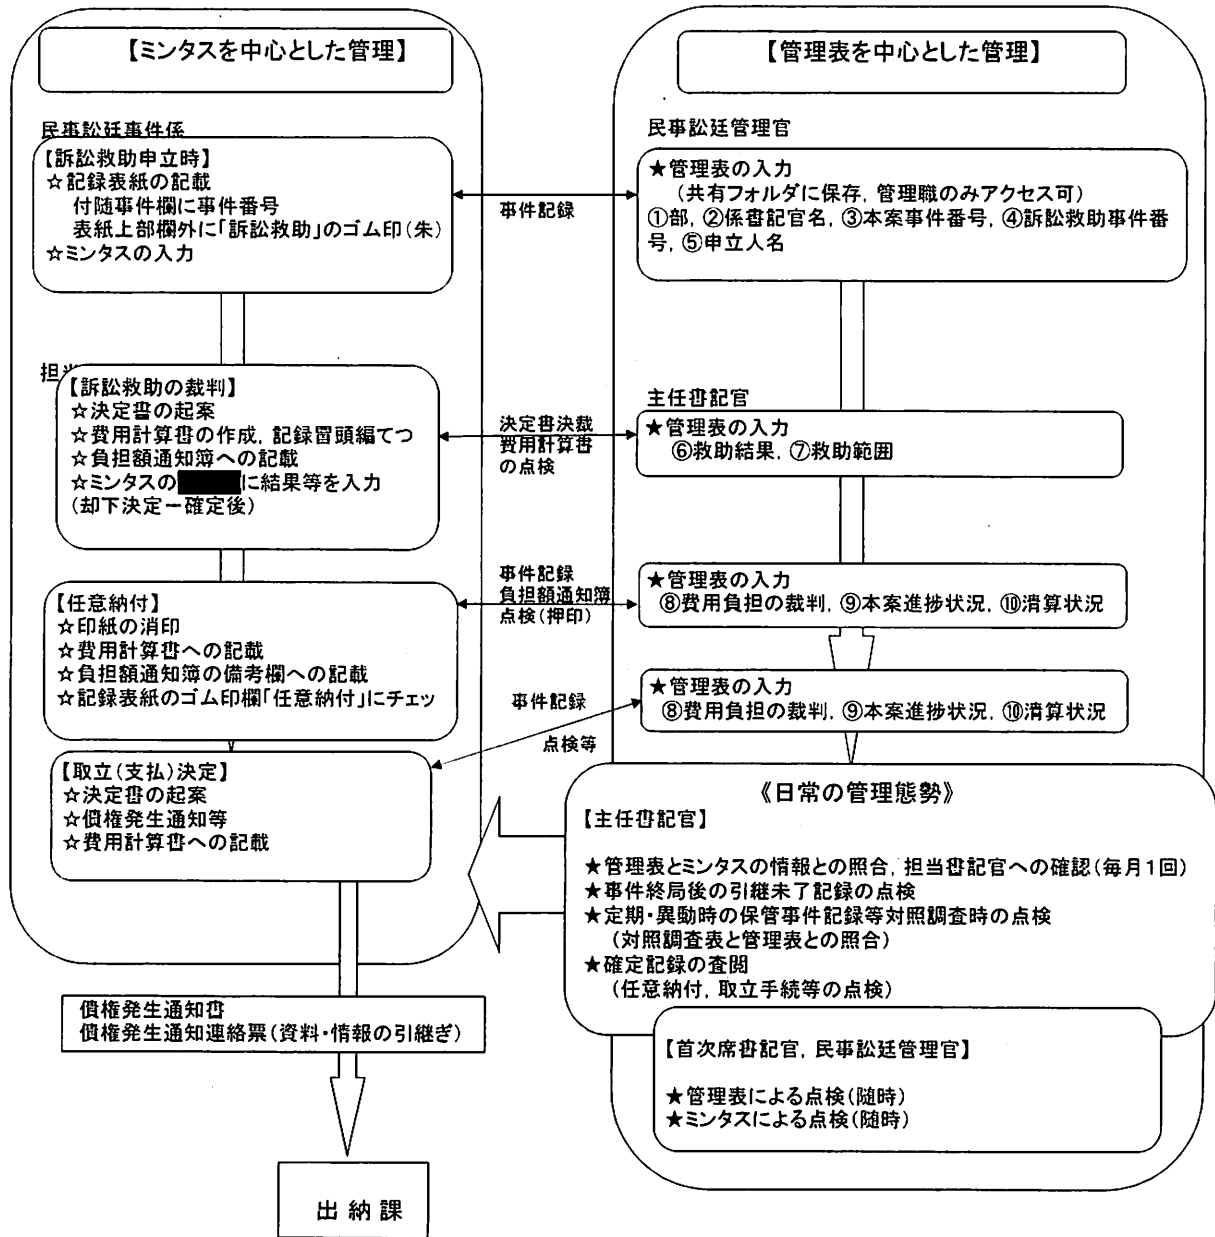 【ミンタスを中心とした管理】
民事訟廷事件係
【訴訟救助申立時】
☆記録表紙の記載
付随事件欄に事件番号
表紙上部欄外に「訴訟救助」のゴム印(朱)
☆ミンタスの入力
担当
【訴訟救助の裁判】
☆決定書の起案
☆費用計算書の作成, 記録冒頭編てつ
☆負担額通知簿への記載
☆ミンタスの に結果等を入力
(却下決定ー確定後)
【任意納付】
☆印紙の消印
☆費用計算書への記載
☆負担額通知簿の備考欄への記載
☆記録表紙のゴム印欄「任意納付」にチェッ
【取立(支払)決定】
☆決定書の起案
☆債権発生通知等
☆費用計算書への記載
債権発生通知書
債権発生通知連絡票(資料・情報の引継ぎ)
出納課
事件記録
決定書決裁
費用計算書
の点検
事件記録
負担額通知簿
点検(押印)
事件記録
点検等
【管理表を中心とした管理】
民事訟廷管理官
★管理表の入力
(共有フォルダに保存, 管理職のみアクセス可)
①部, ②係書記官名, ③本案事件番号, ④訴訟救助事件番
号, ⑤申立人名
主任書記官
★管理表の入力
⑥救助結果, ⑦救助範囲
★管理表の入力
⑧費用負担の裁判, ⑨本案進捗状況, ⑩清算状況
★管理表の入力
⑧費用負担の裁判, ⑨本案進捗状況, ⑩清算状況
《日常の管理態勢》
【主任書記官】
★管理表とミンタスの情報との照合, 担当書記官への確認(毎月1回)
★事件終局後の引継未了記録の点検
★定期・異動時の保管事件記録等対照調査時の点検
(対照調査表と管理表との照合)
★確定記録の査閲
(任意納付, 取立手続等の点検)
【首次席書記官, 民事訟廷管理官】
★管理表による点検(随時)
★ミンタスによる点検(随時)